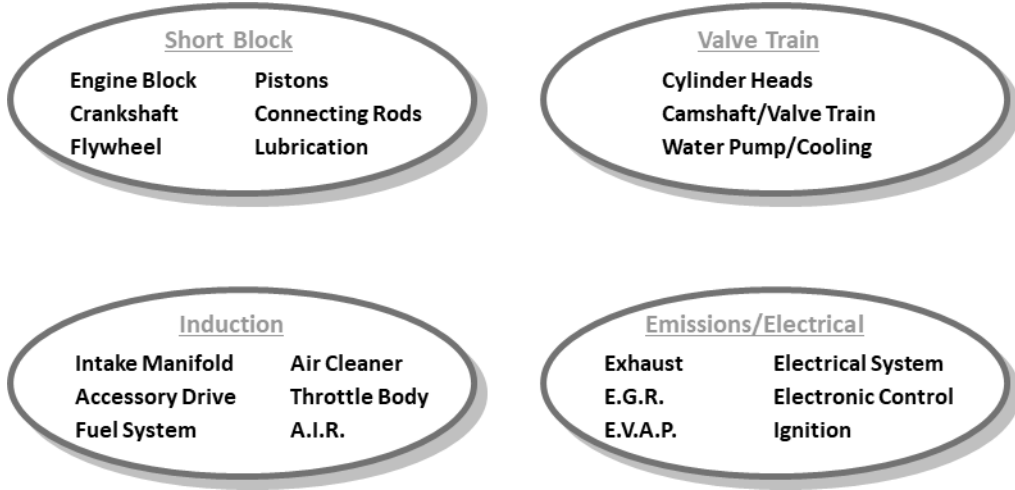 Short Block
Engine Block Pistons
Crankshaft Connecting Rods
Flywheel Lubrication
Valve Train
Cylinder Heads
Camshaft/Valve Train
Water Pump/Cooling
Induction
Intake Manifold Air Cleaner
Accessory Drive Throttle Body
Fuel System A.I.R.
Emissions/Electrical
Exhaust Electrical System
E.G.R. Electronic Control
E.V.A.P. Ignition